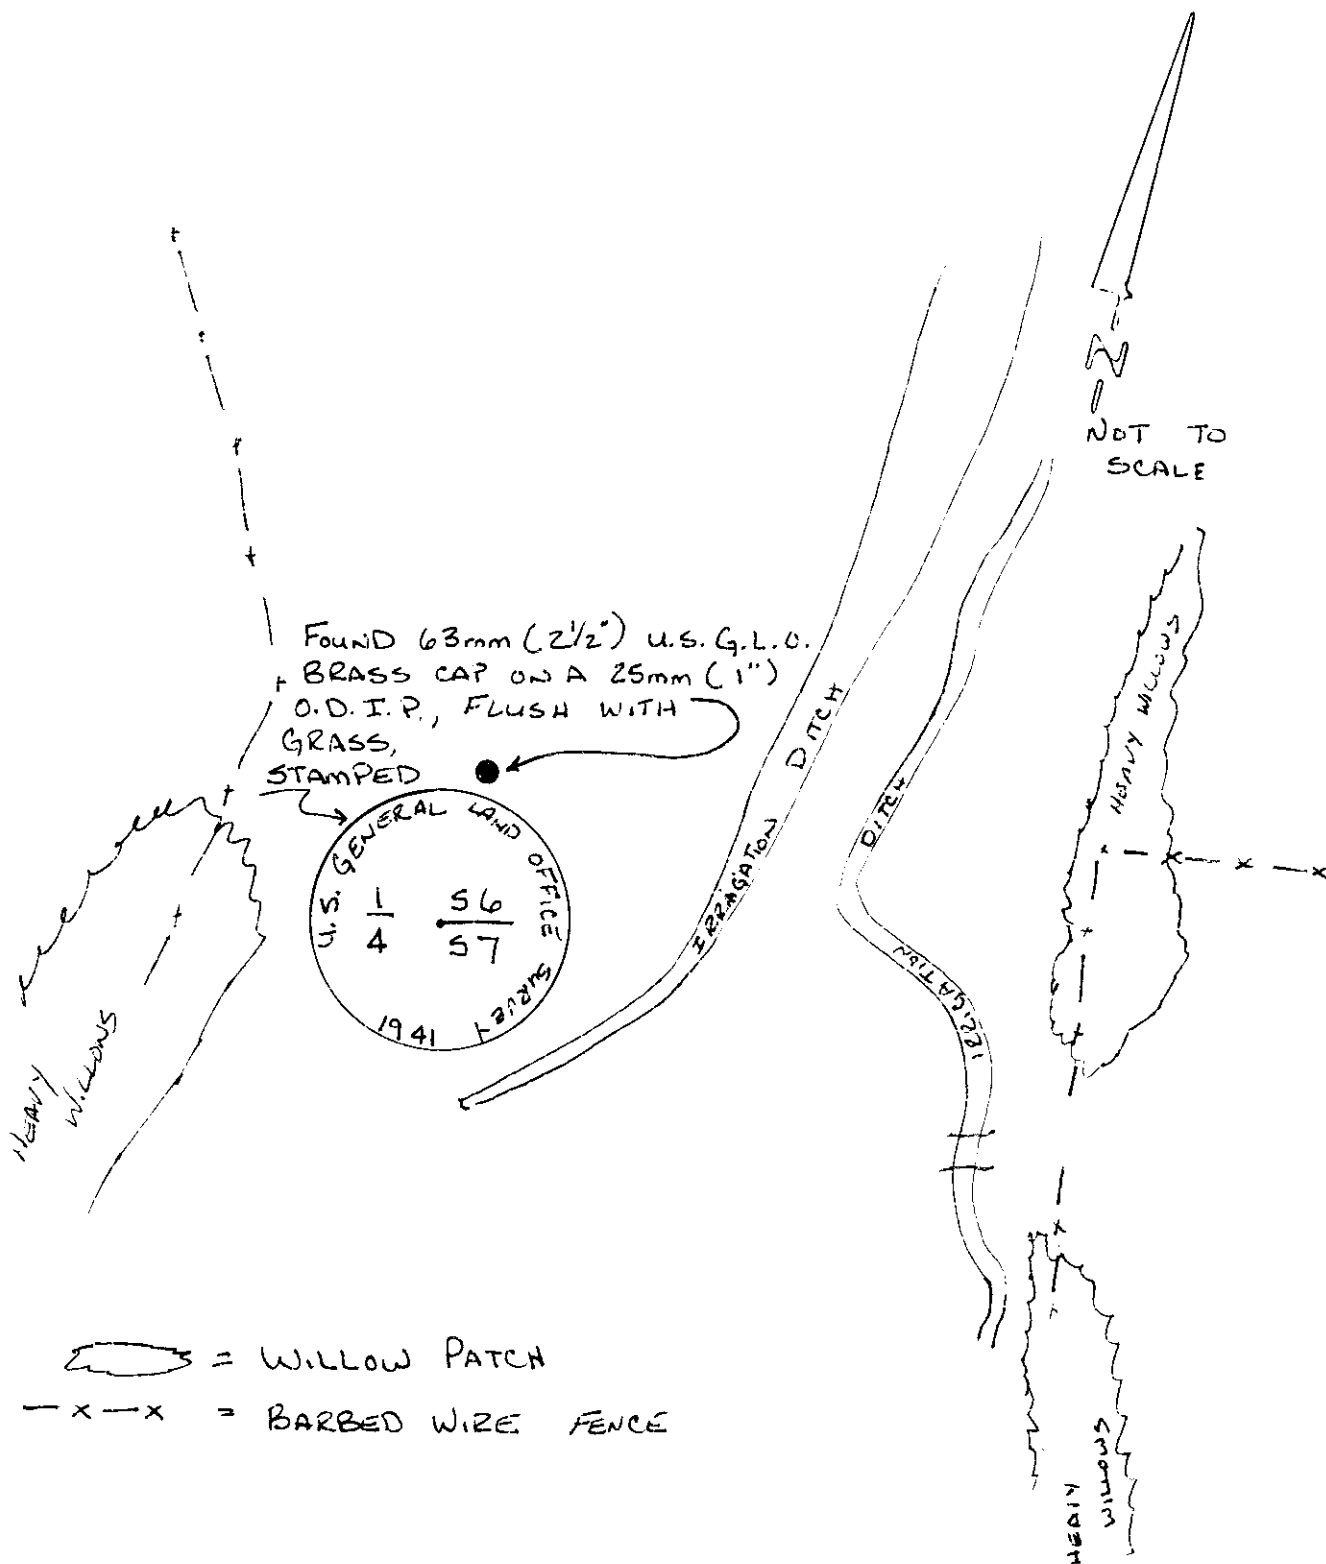 N
NOT TO
SCALE
FOUND 63mm (2½") U.S. G.L.O.
BRASS CAP ON A 25mm (1")
O.D. I.P., FLUSH WITH
GRASS,
STAMPED
U.S. GENERAL LAND OFFICE SURVEY
1
4
S6
S7
1941
IRRAGATION DITCH
DITCH
IRRIGATION
HEAVY WILLOWS
HEAVY
WILLOWS
HEAVY
WILLOWS
= WILLOW PATCH
— x — x = BARBED WIRE FENCE